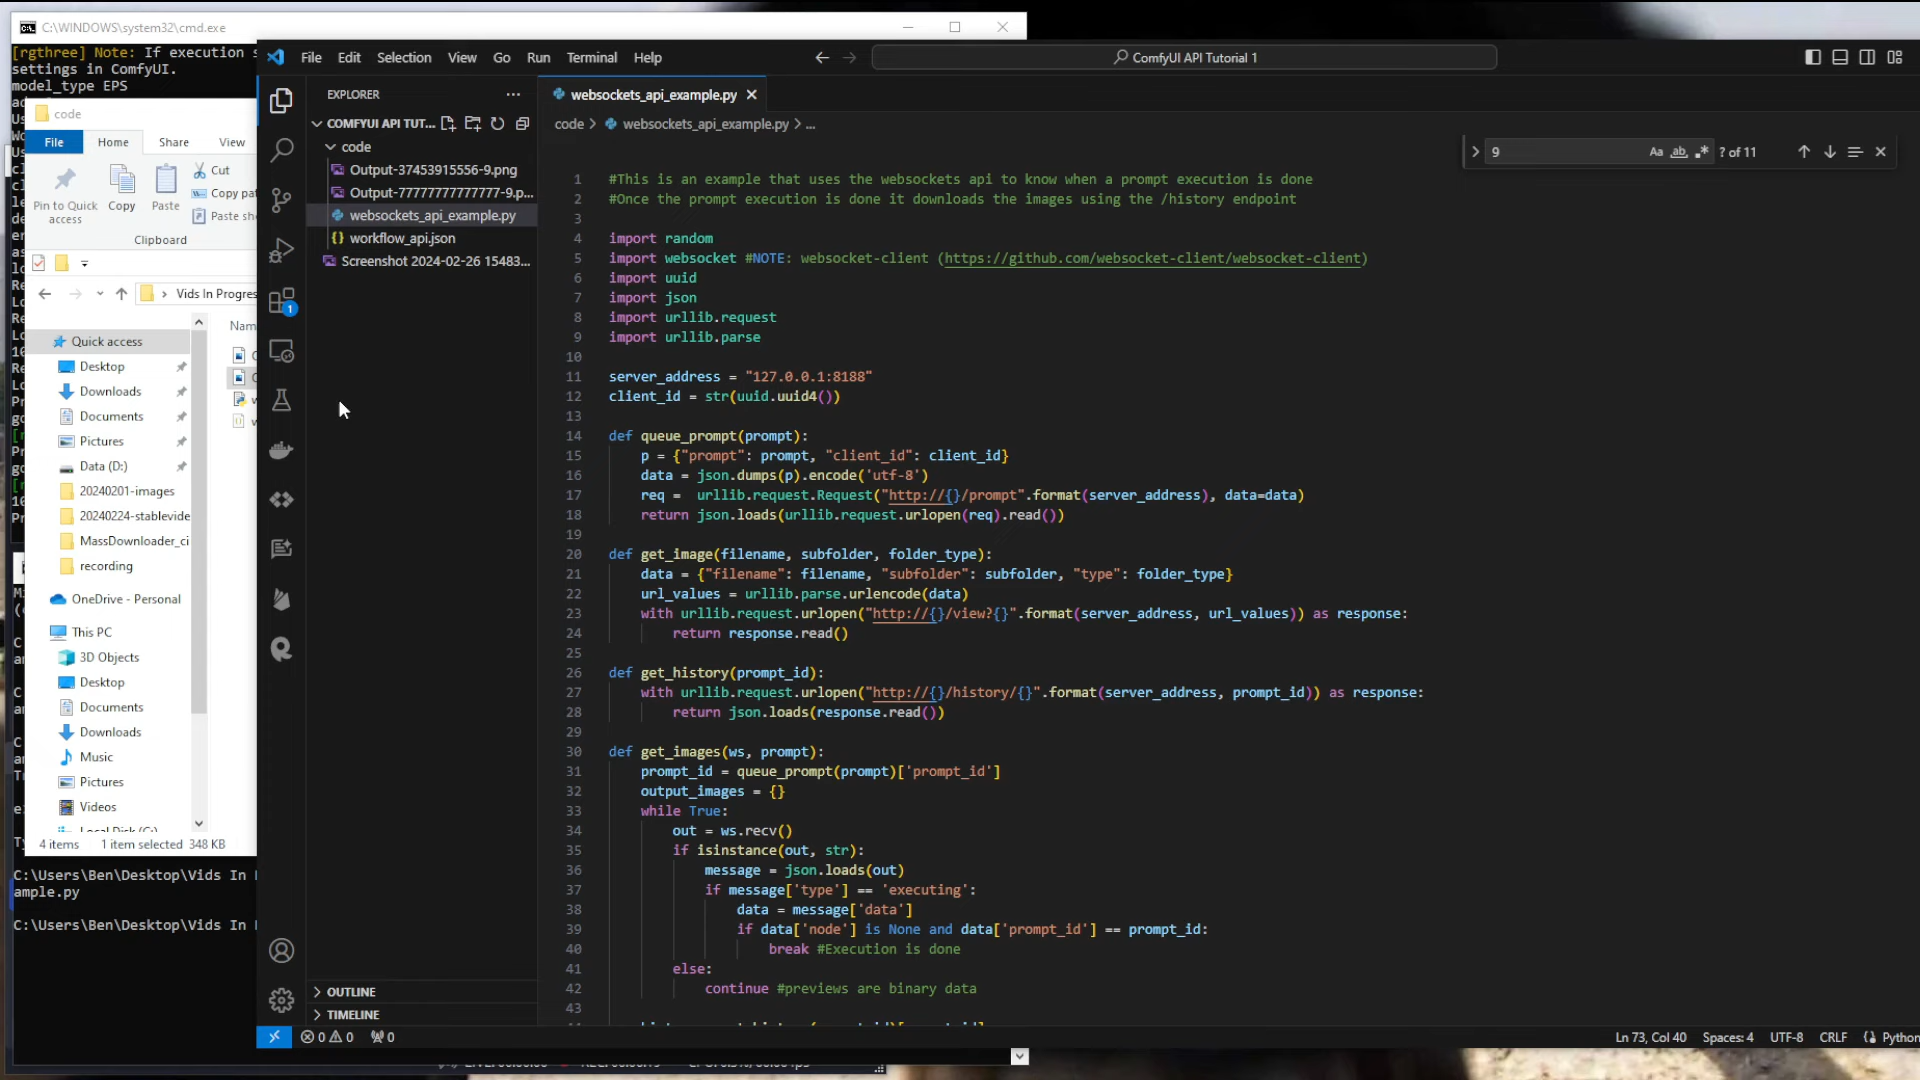 C:\WINDOWS\system32\cmd.exe
[rgthree] Note: If execution s
settings in ComfyUI.
model_type EPS
code
File Home Share View
Pin to Quick access
Copy
Paste
Cut
Copy pat
Paste sh
Clipboard
Vids In Progres
Nam
Quick access
Desktop
Downloads
Documents
Pictures
Data (D:)
20240201-images
20240224-stablevide
MassDownloader_ci
recording
OneDrive - Personal
This PC
3D Objects
Desktop
Documents
Downloads
Music
Pictures
Videos
Local Disk (C:)
4 items 1 item selected 348 KB
C:\Users\Ben\Desktop\Vids In
ample.py
C:\Users\Ben\Desktop\Vids In
File Edit Selection View Go Run Terminal Help
ComfyUI API Tutorial 1
EXPLORER
COMFYUI API TUT...
code
Output-37453915556-9.png
Output-77777777777777-9.p...
websockets_api_example.py
workflow_api.json
Screenshot 2024-02-26 15483...
1
OUTLINE
TIMELINE
websockets_api_example.py
code > websockets_api_example.py > ...
9 Aa ab ? of 11
1 #This is an example that uses the websockets api to know when a prompt execution is done
2 #Once the prompt execution is done it downloads the images using the /history endpoint
3
4 import random
5 import websocket #NOTE: websocket-client (https://github.com/websocket-client/websocket-client)
6 import uuid
7 import json
8 import urllib.request
9 import urllib.parse
10
11 server_address = "127.0.0.1:8188"
12 client_id = str(uuid.uuid4())
13
14 def queue_prompt(prompt):
15 p = {"prompt": prompt, "client_id": client_id}
16 data = json.dumps(p).encode('utf-8')
17 req =  urllib.request.Request("http://{}/prompt".format(server_address), data=data)
18 return json.loads(urllib.request.urlopen(req).read())
19
20 def get_image(filename, subfolder, folder_type):
21 data = {"filename": filename, "subfolder": subfolder, "type": folder_type}
22 url_values = urllib.parse.urlencode(data)
23 with urllib.request.urlopen("http://{}/view?{}".format(server_address, url_values)) as response:
24 return response.read()
25
26 def get_history(prompt_id):
27 with urllib.request.urlopen("http://{}/history/{}".format(server_address, prompt_id)) as response:
28 return json.loads(response.read())
29
30 def get_images(ws, prompt):
31 prompt_id = queue_prompt(prompt)['prompt_id']
32 output_images = {}
33 while True:
34 out = ws.recv()
35 if isinstance(out, str):
36 message = json.loads(out)
37 if message['type'] == 'executing':
38 data = message['data']
39 if data['node'] is None and data['prompt_id'] == prompt_id:
40 break #Execution is done
41 else:
42 continue #previews are binary data
43
0 0 0
Ln 73, Col 40 Spaces: 4 UTF-8 CRLF Python